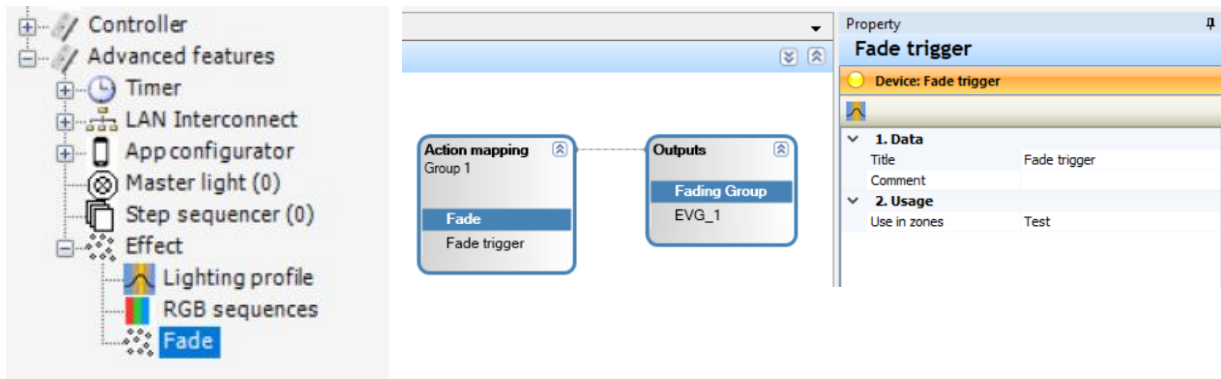 Controller
Advanced features
Timer
LAN Interconnect
App configurator
Master light (0)
Step sequencer (0)
Effect
Lighting profile
RGB sequences
Fade
Action mapping
Group 1
Fade
Fade trigger
Outputs
Fading Group
EVG_1
Property
Fade trigger
Device: Fade trigger
1. Data
Title Fade trigger
Comment
2. Usage
Use in zones Test